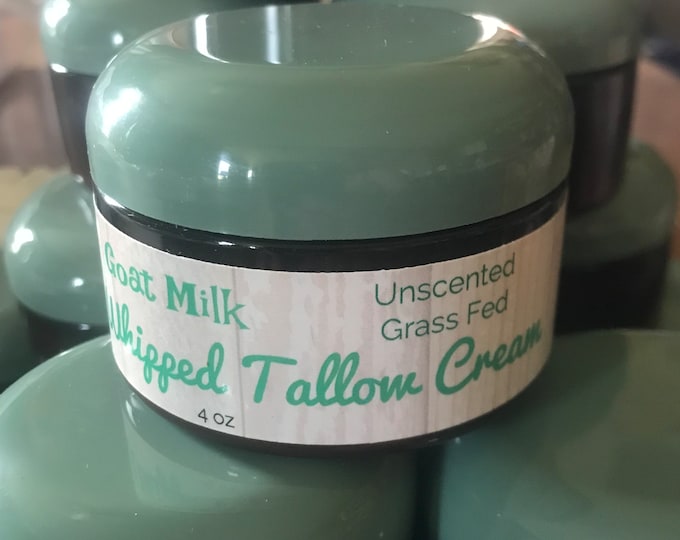 Goat Milk
Whipped Tallow Cream
Unscented
Grass Fed
4 oz